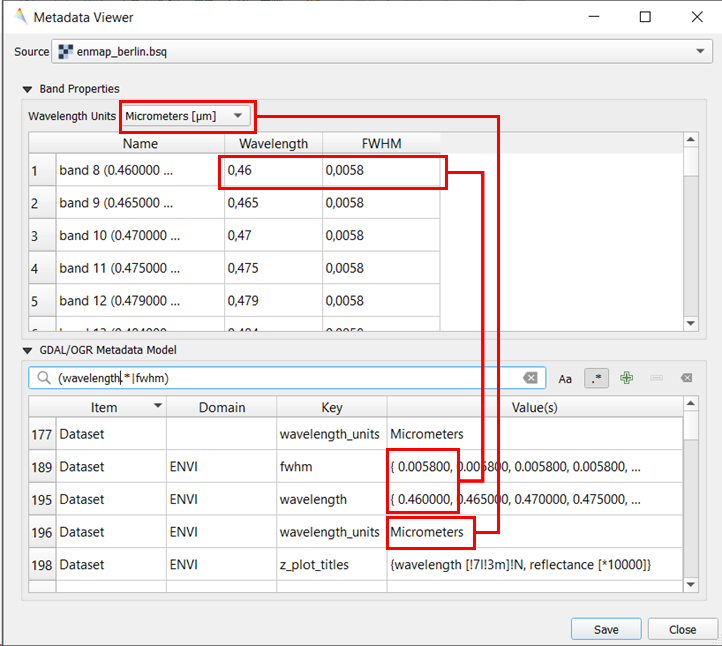 Metadata Viewer
Source enmap_berlin.bsq
Band Properties
Wavelength Units Micrometers [µm]
Name Wavelength FWHM
1 band 8 (0.460000 ... 0,46 0,0058
2 band 9 (0.465000 ... 0,465 0,0058
3 band 10 (0.470000 ... 0,47 0,0058
4 band 11 (0.475000 ... 0,475 0,0058
5 band 12 (0.479000 ... 0,479 0,0058
GDAL/OGR Metadata Model
(wavelength.*|fwhm) Aa .*
Item Domain Key Value(s)
177 Dataset wavelength_units Micrometers
189 Dataset ENVI fwhm { 0.005800, 0.005800, 0.005800, 0.005800, ...
195 Dataset ENVI wavelength { 0.460000, 0.465000, 0.470000, 0.475000, ...
196 Dataset ENVI wavelength_units Micrometers
198 Dataset ENVI z_plot_titles {wavelength [!7l!3m]!N, reflectance [*10000]}
Save Close